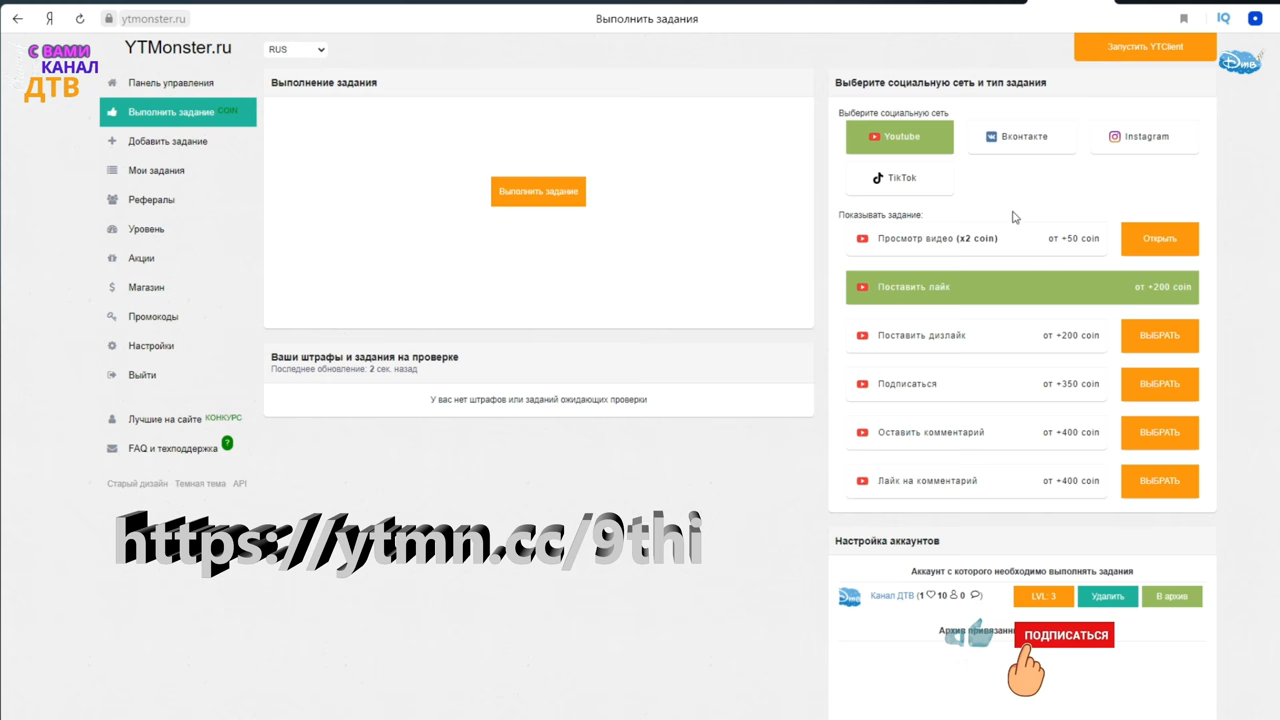 ytmonster.ru
Выполнить задания
IQ
С ВАМИ
КАНАЛ
ДТВ
YTMonster.ru
RUS
Запустить YTClient
Панель управления
Выполнить задание COIN
Добавить задание
Мои задания
Рефералы
Уровень
Акции
Магазин
Промокоды
Настройки
Выйти
Лучшие на сайте КОНКУРС
FAQ и техподдержка ?
Старый дизайн Темная тема API
Выполнение задания
Выполнить задание
Ваши штрафы и задания на проверке
Последнее обновление: 2 сек. назад
У вас нет штрафов или заданий ожидающих проверки
Выберите социальную сеть и тип задания
Выберите социальную сеть
Youtube
Вконтакте
Instagram
TikTok
Показывать задание:
Просмотр видео (x2 coin) от +50 coin Открыть
Поставить лайк от +200 coin
Поставить дизлайк от +200 coin ВЫБРАТЬ
Подписаться от +350 coin ВЫБРАТЬ
Оставить комментарий от +400 coin ВЫБРАТЬ
Лайк на комментарий от +400 coin ВЫБРАТЬ
Настройка аккаунтов
Аккаунт с которого необходимо выполнять задания
Канал ДТВ (1 10 0 ) LVL: 3 Удалить В архив
Архив
ПОДПИСАТЬСЯ
https://ytmn.cc/9thi